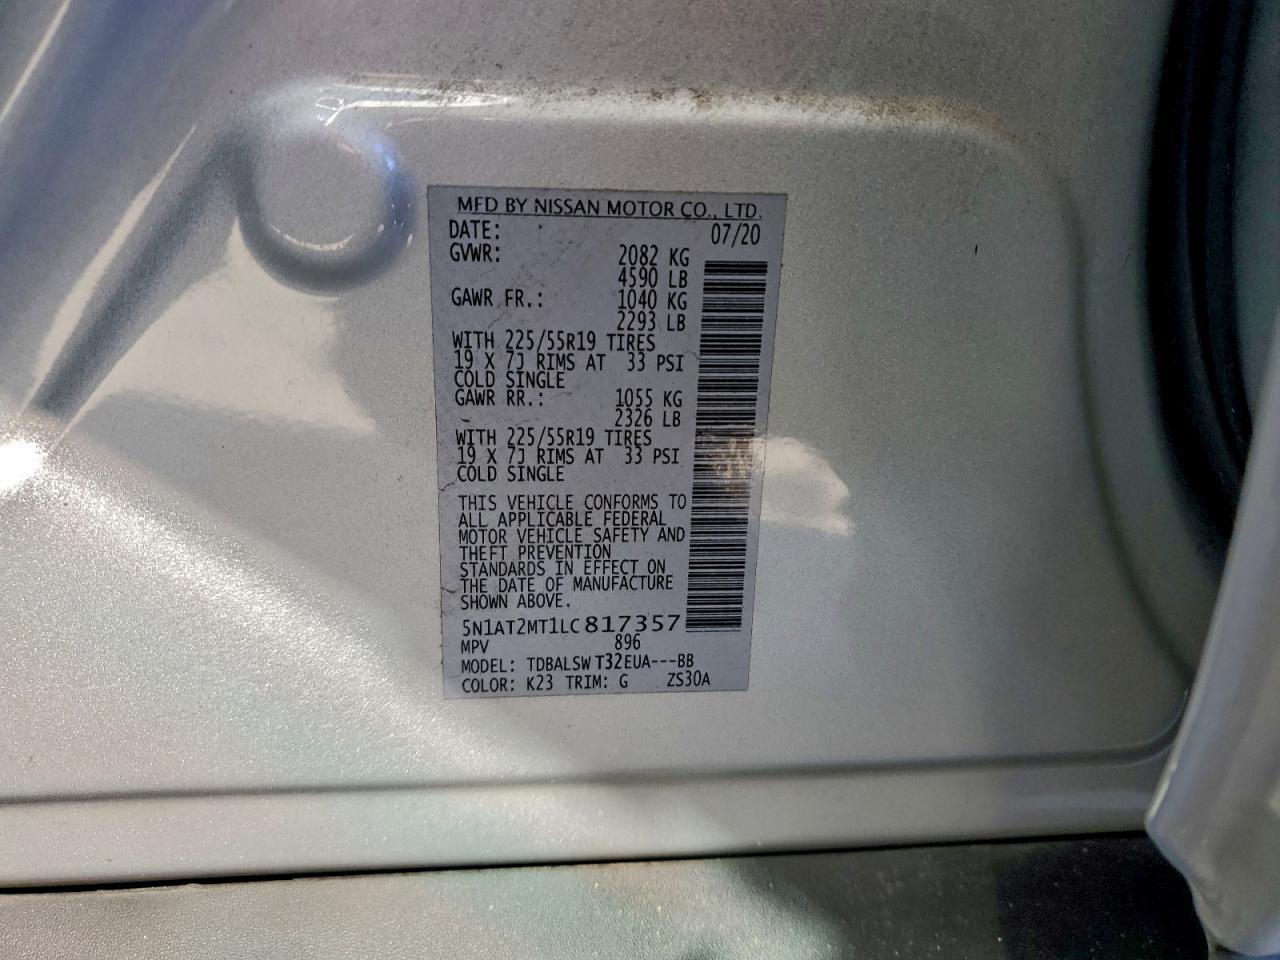 MFD BY NISSAN MOTOR CO., LTD.
DATE: 07/20
GVWR: 2082 KG
4590 LB
GAWR FR.: 1040 KG
2293 LB
WITH 225/55R19 TIRES
19 X 7J RIMS AT 33 PSI
COLD SINGLE
GAWR RR.: 1055 KG
2326 LB
WITH 225/55R19 TIRES
19 X 7J RIMS AT 33 PSI
COLD SINGLE
THIS VEHICLE CONFORMS TO
ALL APPLICABLE FEDERAL
MOTOR VEHICLE SAFETY AND
THEFT PREVENTION
STANDARDS IN EFFECT ON
THE DATE OF MANUFACTURE
SHOWN ABOVE.
5N1AT2MT1LC817357
MPV 896
MODEL: TDBALSW T32EUA---BB
COLOR: K23 TRIM: G ZS30A